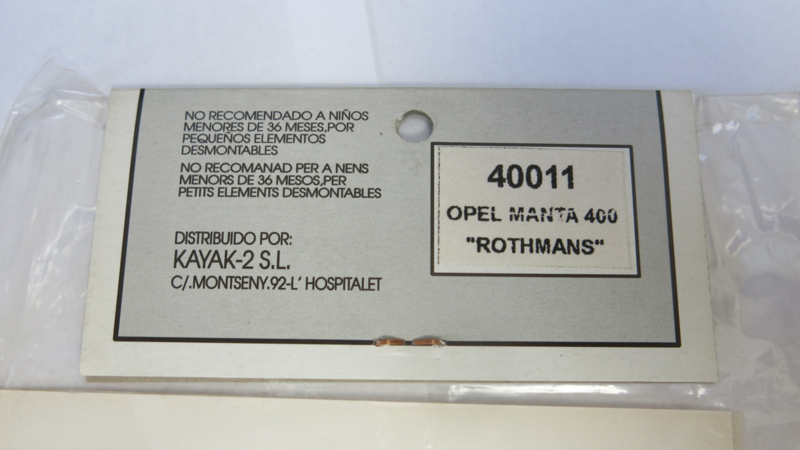 NO RECOMENDADO A NIÑOS
MENORES DE 36 MESES,POR
PEQUEÑOS ELEMENTOS
DESMONTABLES
NO RECOMANAD PER A NENS
MENORS DE 36 MESOS,PER
PETITS ELEMENTS DESMONTABLES
DISTRIBUIDO POR:
KAYAK-2 S.L.
C/.MONTSENY.92-L' HOSPITALET
40011
OPEL MANTA 400
"ROTHMANS"